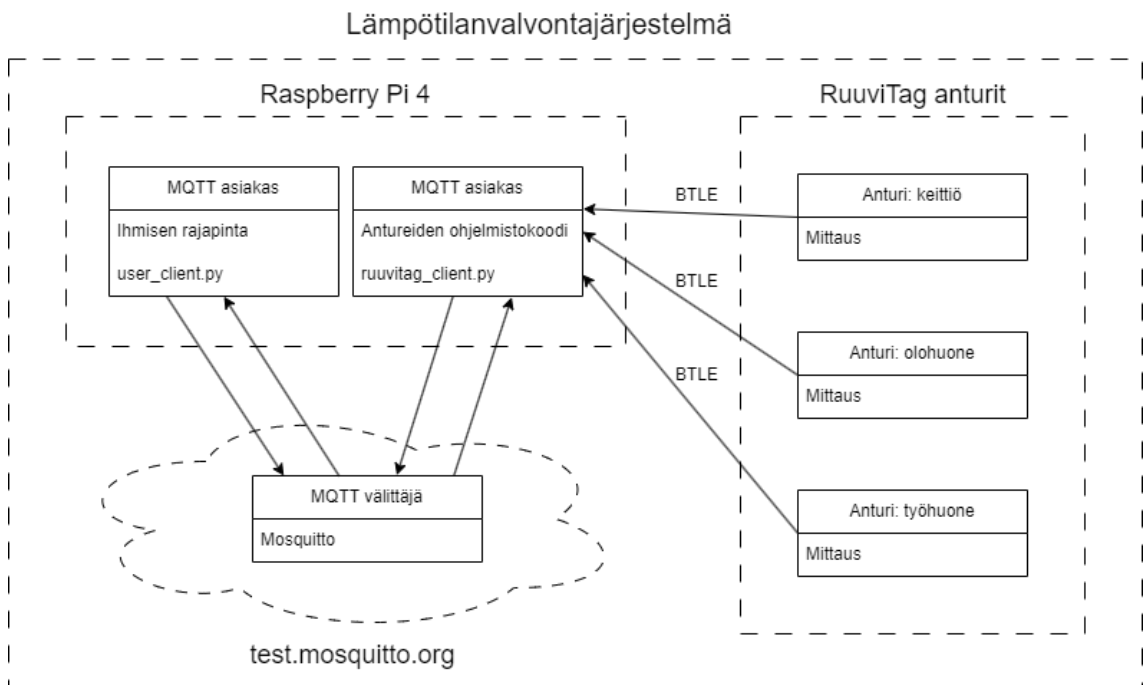 Lämpötilanvalvontajärjestelmä
Raspberry Pi 4
RuuviTag anturit
MQTT asiakas
Ihmisen rajapinta
user_client.py
MQTT asiakas
Antureiden ohjelmistokoodi
ruuvitag_client.py
BTLE
BTLE
BTLE
Anturi: keittiö
Mittaus
Anturi: olohuone
Mittaus
Anturi: työhuone
Mittaus
MQTT välittäjä
Mosquitto
test.mosquitto.org